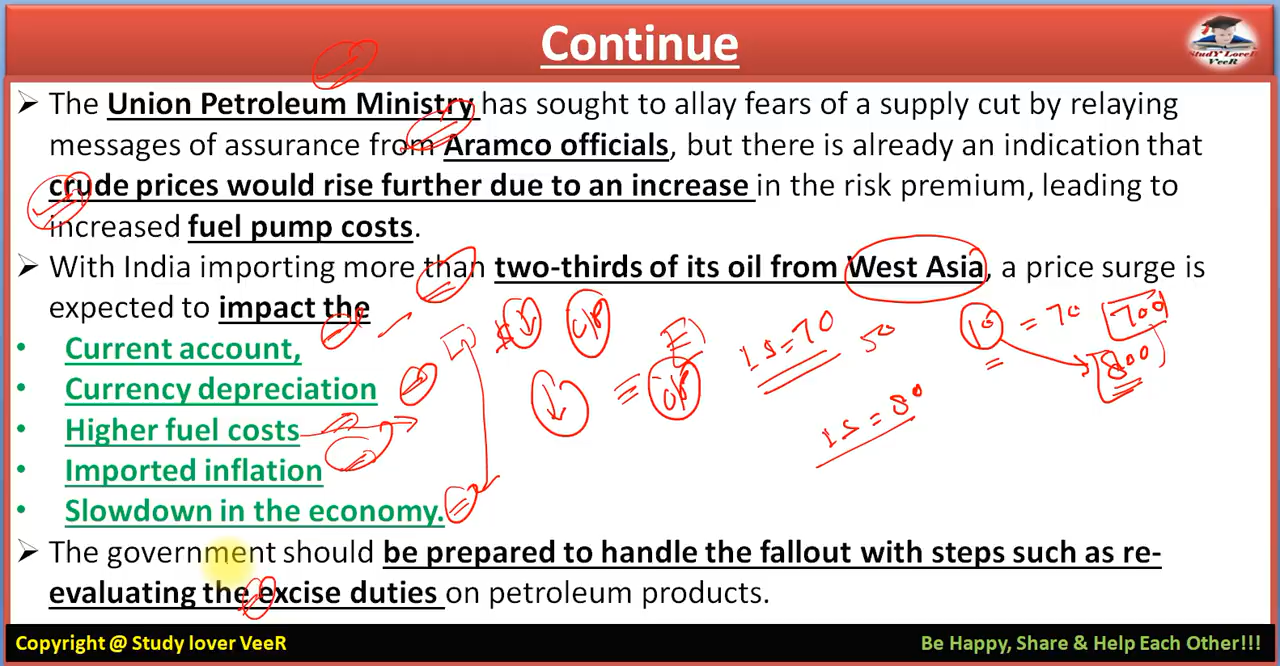 Continue
StudY LoveR
VeeR
➤ The Union Petroleum Ministry has sought to allay fears of a supply cut by relaying
messages of assurance from Aramco officials, but there is already an indication that
crude prices would rise further due to an increase in the risk premium, leading to
increased fuel pump costs.
➤ With India importing more than two-thirds of its oil from West Asia, a price surge is
expected to impact the
• Current account,
• Currency depreciation
• Higher fuel costs
• Imported inflation
• Slowdown in the economy.
1$=70 50
10 = 70 700
800
1$=80
➤ The government should be prepared to handle the fallout with steps such as re-
evaluating the excise duties on petroleum products.
Copyright @ Study lover VeeR
Be Happy, Share & Help Each Other!!!